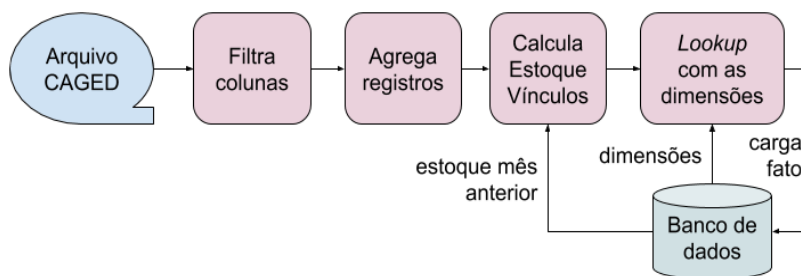 Arquivo
CAGED
Filtra
colunas
Agrega
registros
Calcula
Estoque
Vínculos
Lookup
com as
dimensões
estoque mês
anterior
dimensões
carga
fato
Banco de
dados